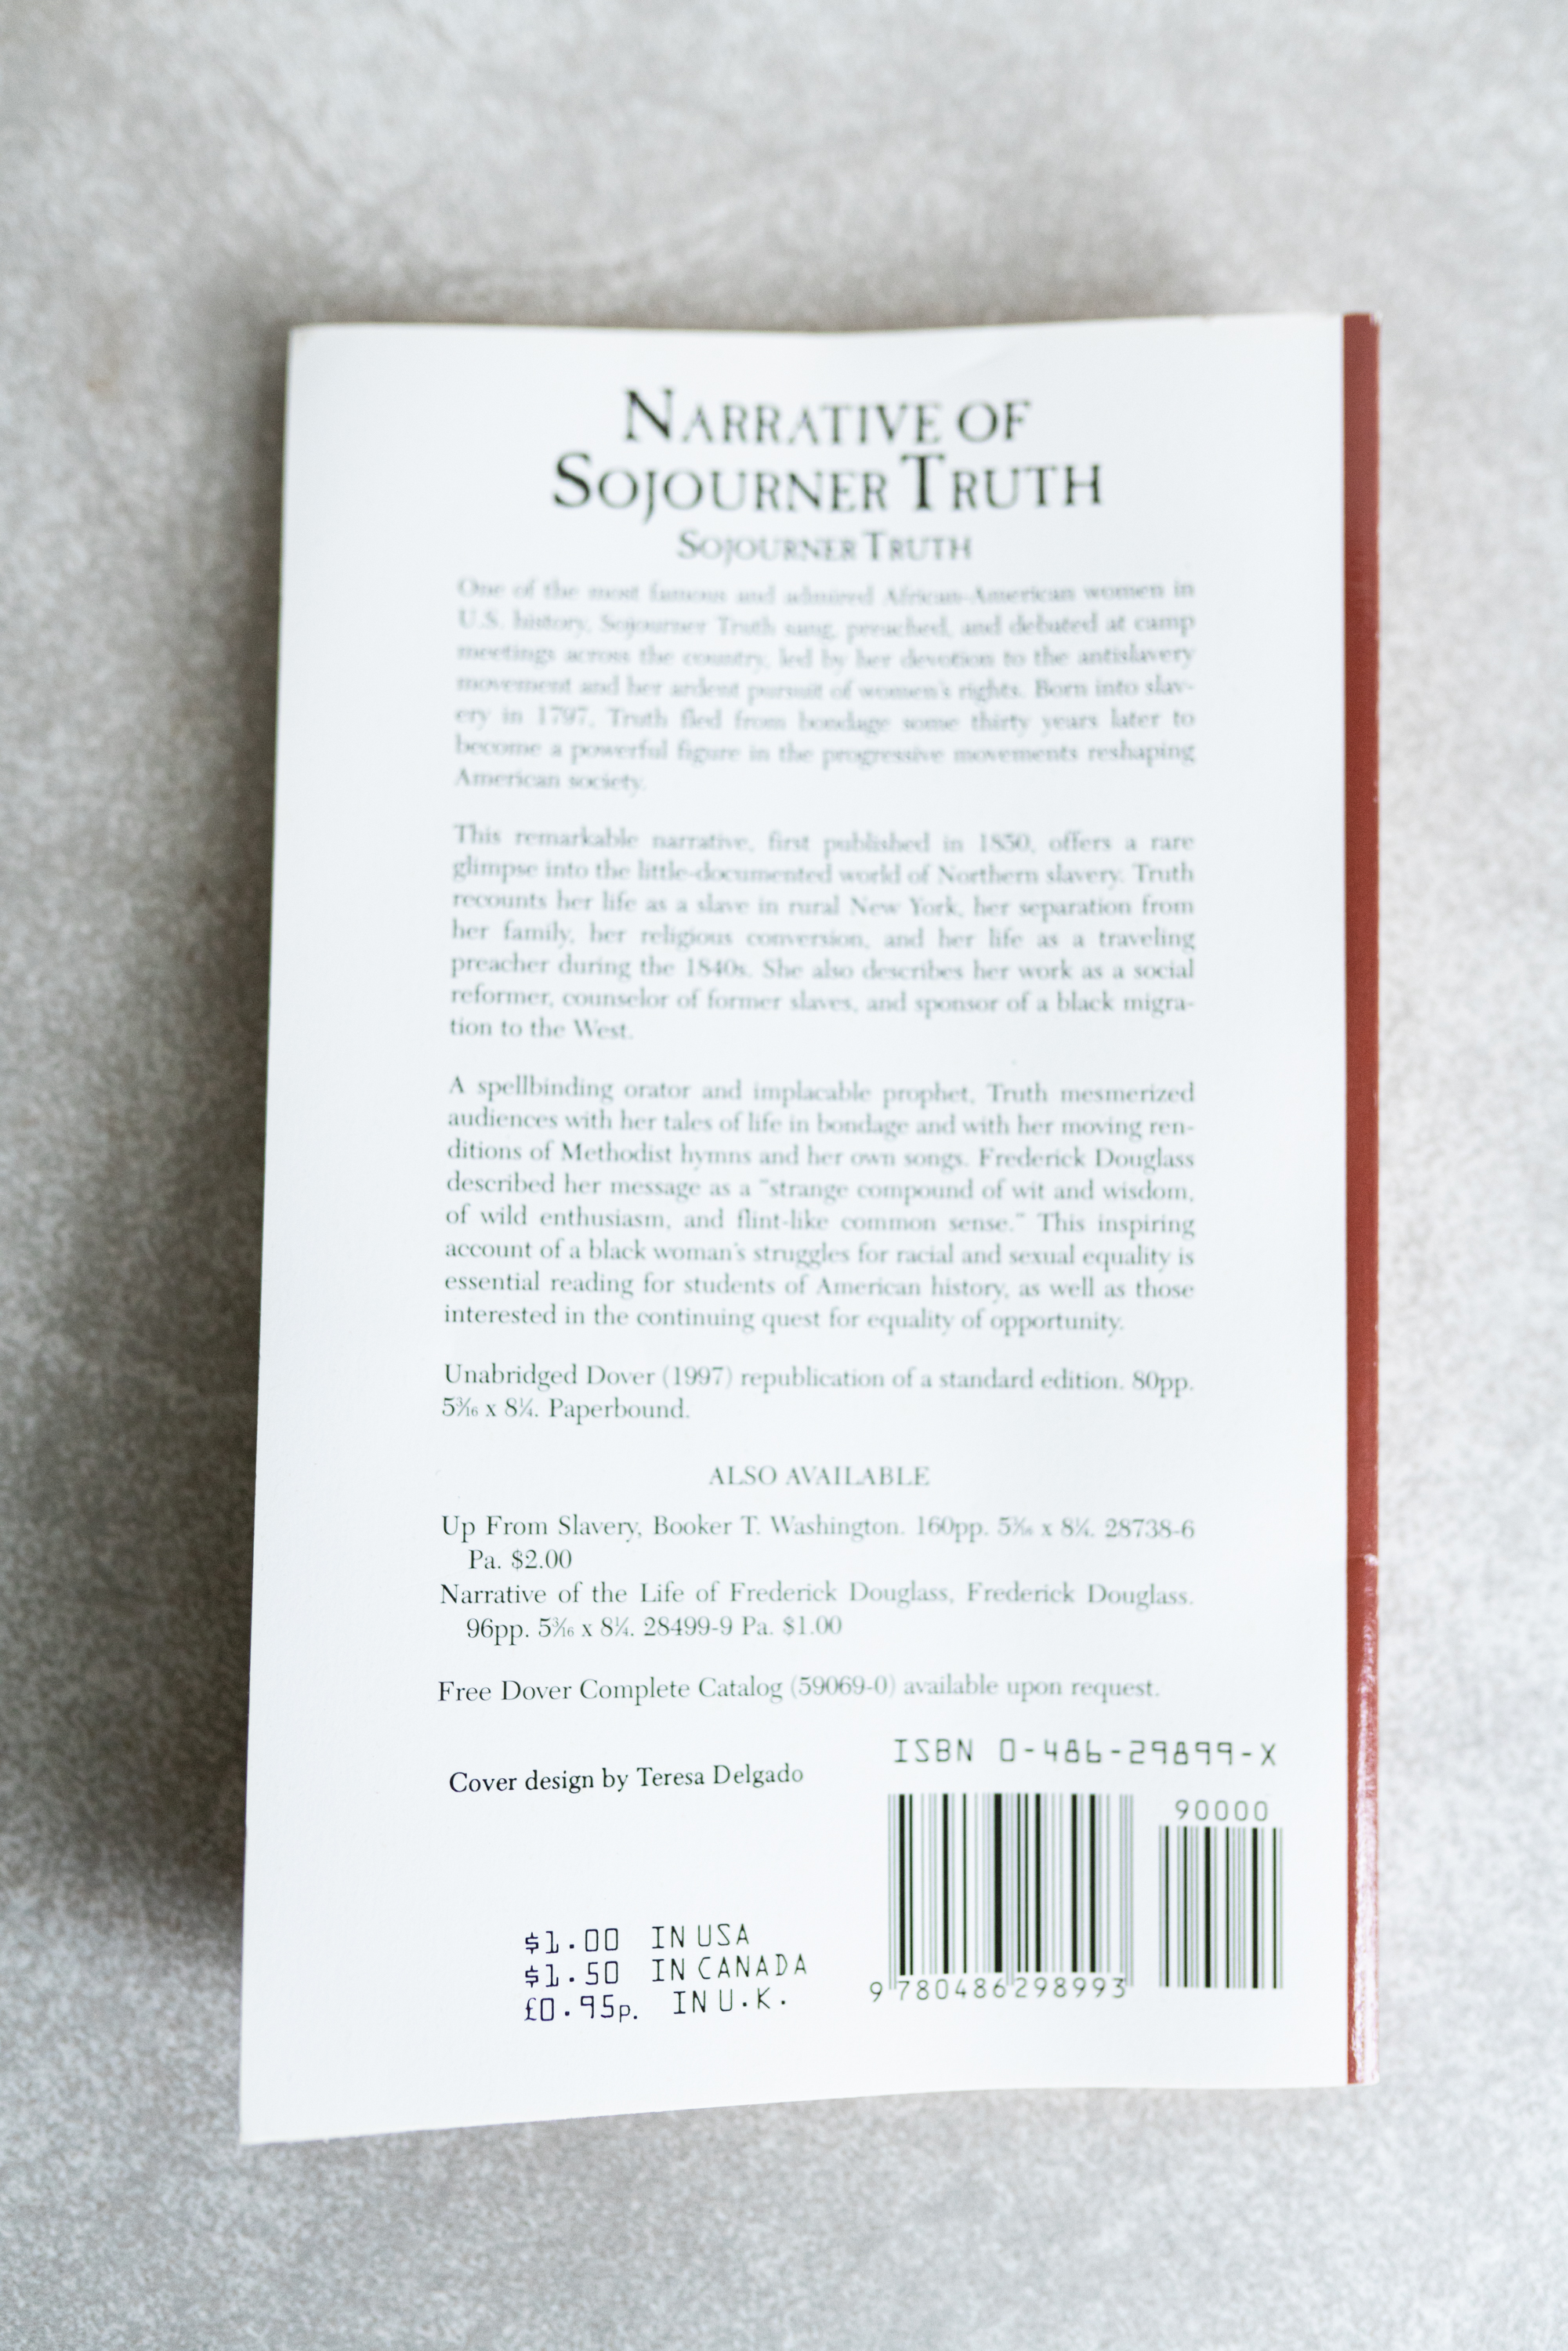 NARRATIVE OF
SOJOURNER TRUTH
SOJOURNER TRUTH
One of the most famous and admired African-American women in
U.S. history, Sojourner Truth sang, preached, and debated at camp
meetings across the country, led by her devotion to the antislavery
movement and her ardent pursuit of women's rights. Born into slav-
ery in 1797, Truth fled from bondage some thirty years later to
become a powerful figure in the progressive movements reshaping
American society.
This remarkable narrative, first published in 1850, offers a rare
glimpse into the little-documented world of Northern slavery. Truth
recounts her life as a slave in rural New York, her separation from
her family, her religious conversion, and her life as a traveling
preacher during the 1840s. She also describes her work as a social
reformer, counselor of former slaves, and sponsor of a black migra-
tion to the West.
A spellbinding orator and implacable prophet, Truth mesmerized
audiences with her tales of life in bondage and with her moving ren-
ditions of Methodist hymns and her own songs. Frederick Douglass
described her message as a "strange compound of wit and wisdom,
of wild enthusiasm, and flint-like common sense." This inspiring
account of a black woman's struggles for racial and sexual equality is
essential reading for students of American history, as well as those
interested in the continuing quest for equality of opportunity.
Unabridged Dover (1997) republication of a standard edition. 80pp.
5³⁄₁₆ x 8¼. Paperbound.
ALSO AVAILABLE
Up From Slavery, Booker T. Washington. 160pp. 5³⁄₁₆ x 8¼. 28738-6
Pa. $2.00
Narrative of the Life of Frederick Douglass, Frederick Douglass.
96pp. 5³⁄₁₆ x 8¼. 28499-9 Pa. $1.00
Free Dover Complete Catalog (59069-0) available upon request.
Cover design by Teresa Delgado
ISBN 0-486-29899-X
90000
9 780486 298993
$1.00 IN USA
$1.50 IN CANADA
£0.95p. IN U.K.